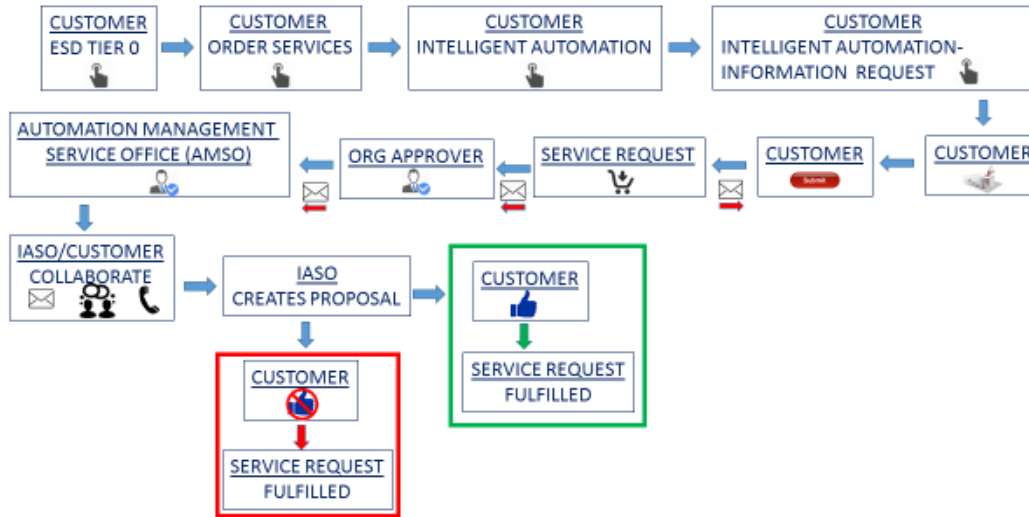 CUSTOMER
ESD TIER 0
CUSTOMER
ORDER SERVICES
CUSTOMER
INTELLIGENT AUTOMATION
CUSTOMER
INTELLIGENT AUTOMATION-
INFORMATION REQUEST
CUSTOMER
CUSTOMER
Submit
SERVICE REQUEST
ORG APPROVER
AUTOMATION MANAGEMENT
SERVICE OFFICE (AMSO)
IASO/CUSTOMER
COLLABORATE
IASO
CREATES PROPOSAL
CUSTOMER
SERVICE REQUEST
FULFILLED
CUSTOMER
SERVICE REQUEST
FULFILLED